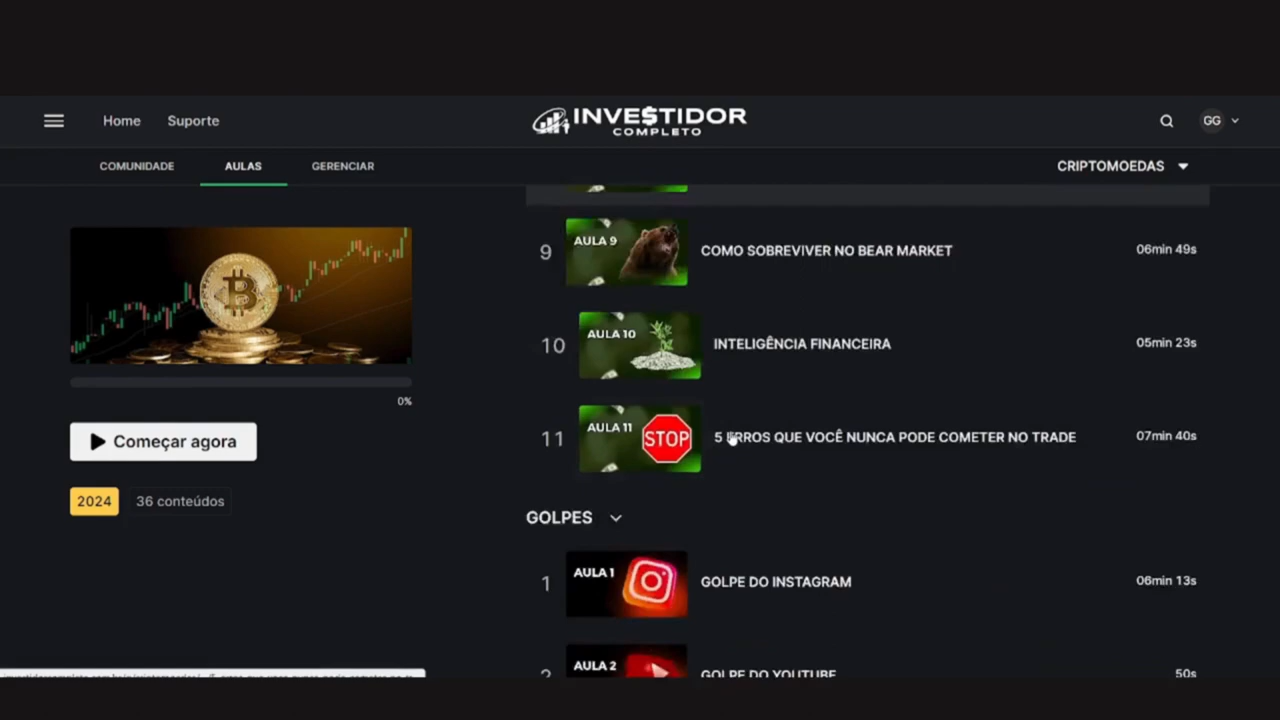 Home
Suporte
INVE$TIDOR
COMPLETO
GG
COMUNIDADE
AULAS
GERENCIAR
CRIPTOMOEDAS
0%
Começar agora
2024
36 conteúdos
9
AULA 9
COMO SOBREVIVER NO BEAR MARKET
06min 49s
10
AULA 10
INTELIGÊNCIA FINANCEIRA
05min 23s
11
AULA 11
STOP
5 ERROS QUE VOCÊ NUNCA PODE COMETER NO TRADE
07min 40s
GOLPES
1
AULA 1
GOLPE DO INSTAGRAM
06min 13s
2
AULA 2
GOLPE DO YOUTUBE
50s